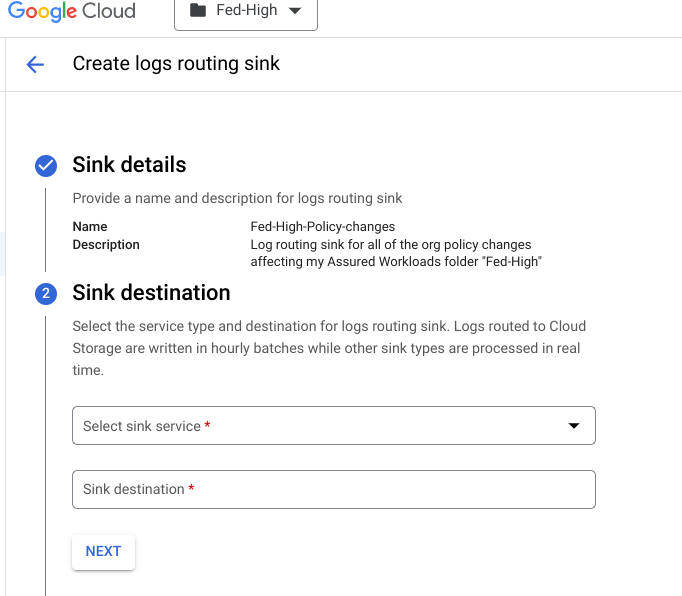 Google Cloud
Fed-High
Create logs routing sink
Sink details
Provide a name and description for logs routing sink
Name Fed-High-Policy-changes
Description Log routing sink for all of the org policy changes
affecting my Assured Workloads folder "Fed-High"
2 Sink destination
Select the service type and destination for logs routing sink. Logs routed to Cloud
Storage are written in hourly batches while other sink types are processed in real
time.
Select sink service *
Sink destination *
NEXT